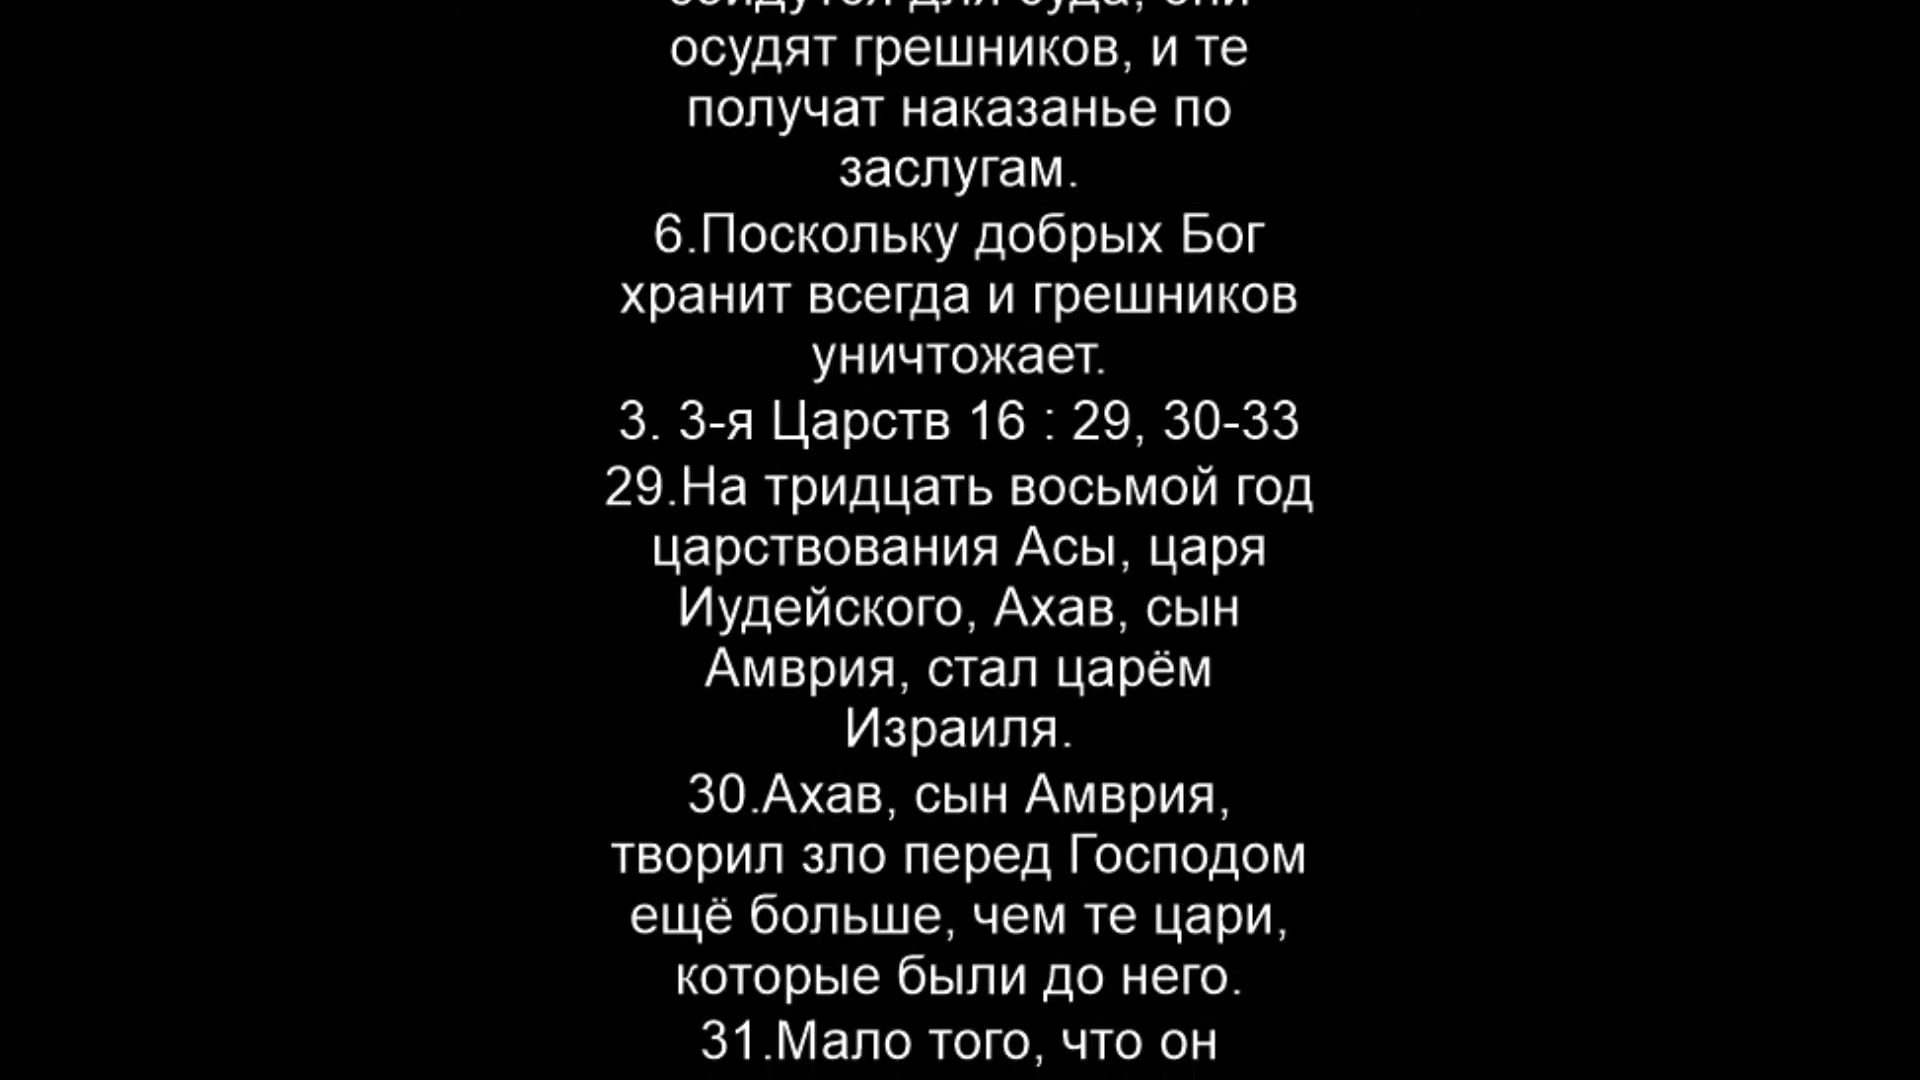 для суда, они
осудят грешников, и те
получат наказанье по
заслугам.
6.Поскольку добрых Бог
хранит всегда и грешников
уничтожает.
3. 3-я Царств 16 : 29, 30-33
29.На тридцать восьмой год
царствования Асы, царя
Иудейского, Ахав, сын
Амврия, стал царём
Израиля.
30.Ахав, сын Амврия,
творил зло перед Господом
ещё больше, чем те цари,
которые были до него.
31.Мало того, что он